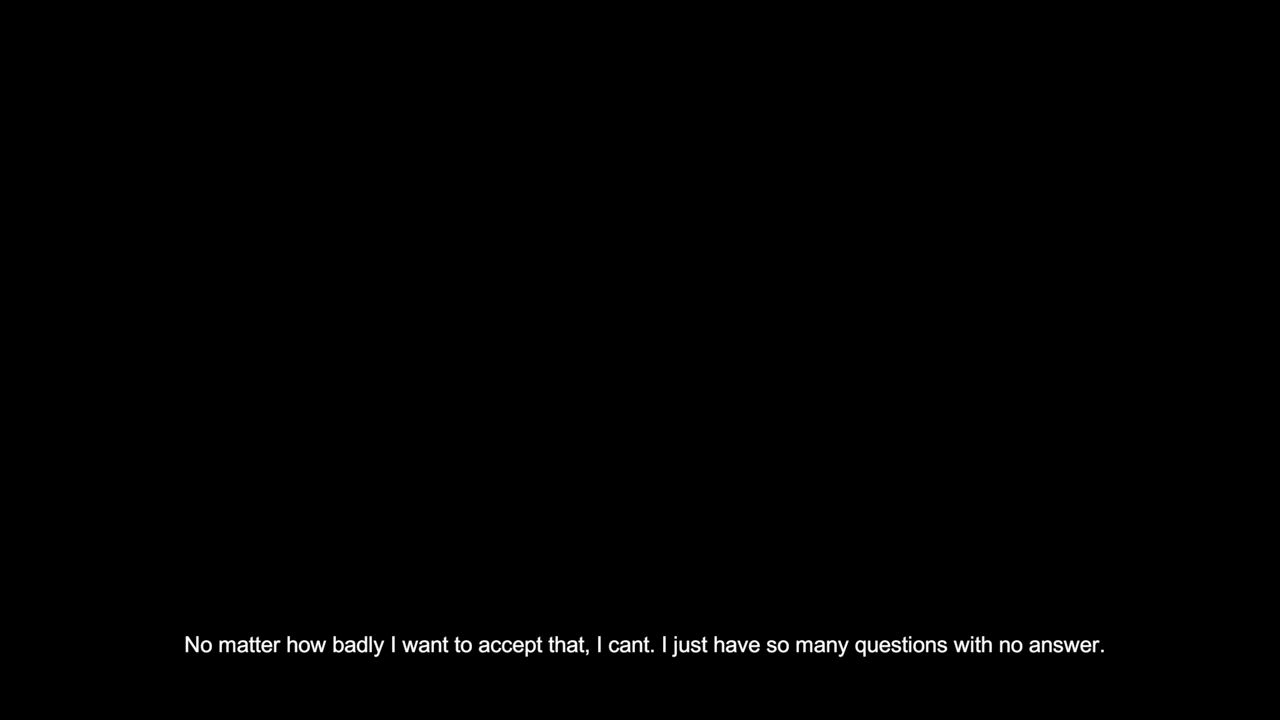 No matter how badly I want to accept that, I cant. I just have so many questions with no answer.